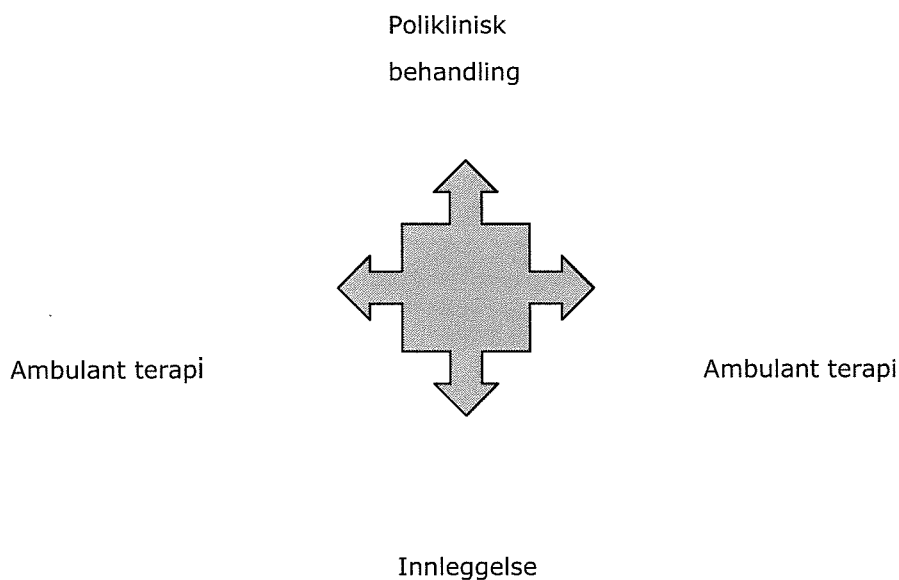 Poliklinisk
behandling
Ambulant terapi
Ambulant terapi
Innleggelse